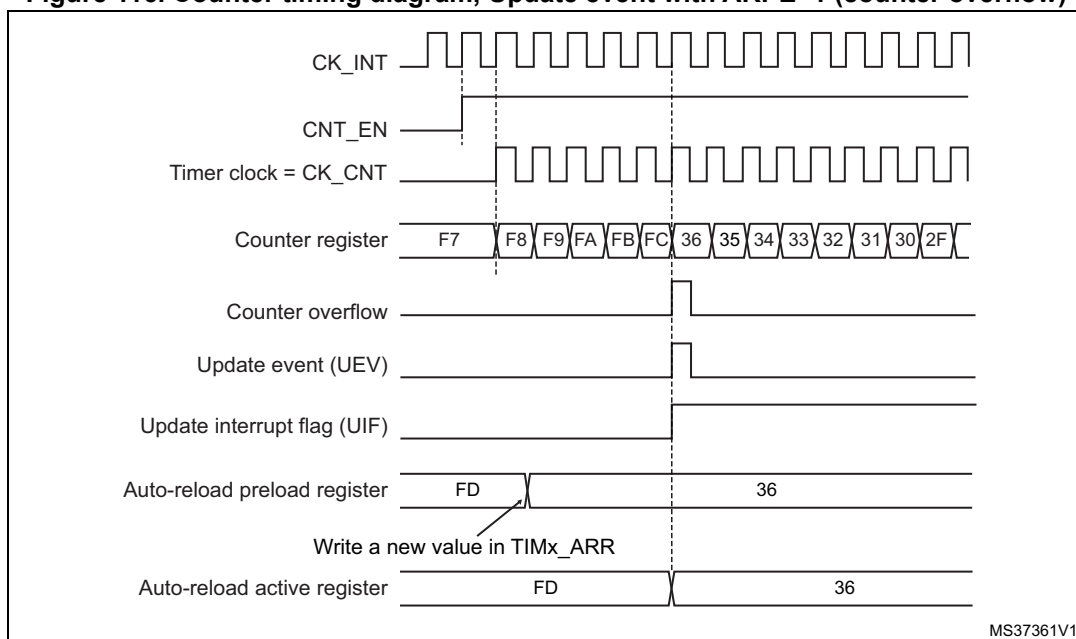 CK_INT
CNT_EN
Timer clock = CK_CNT
Counter register F7 F8 F9 FA FB FC 36 35 34 33 32 31 30 2F
Counter overflow
Update event (UEV)
Update interrupt flag (UIF)
Auto-reload preload register FD 36
Write a new value in TIMx_ARR
Auto-reload active register FD 36
MS37361V1